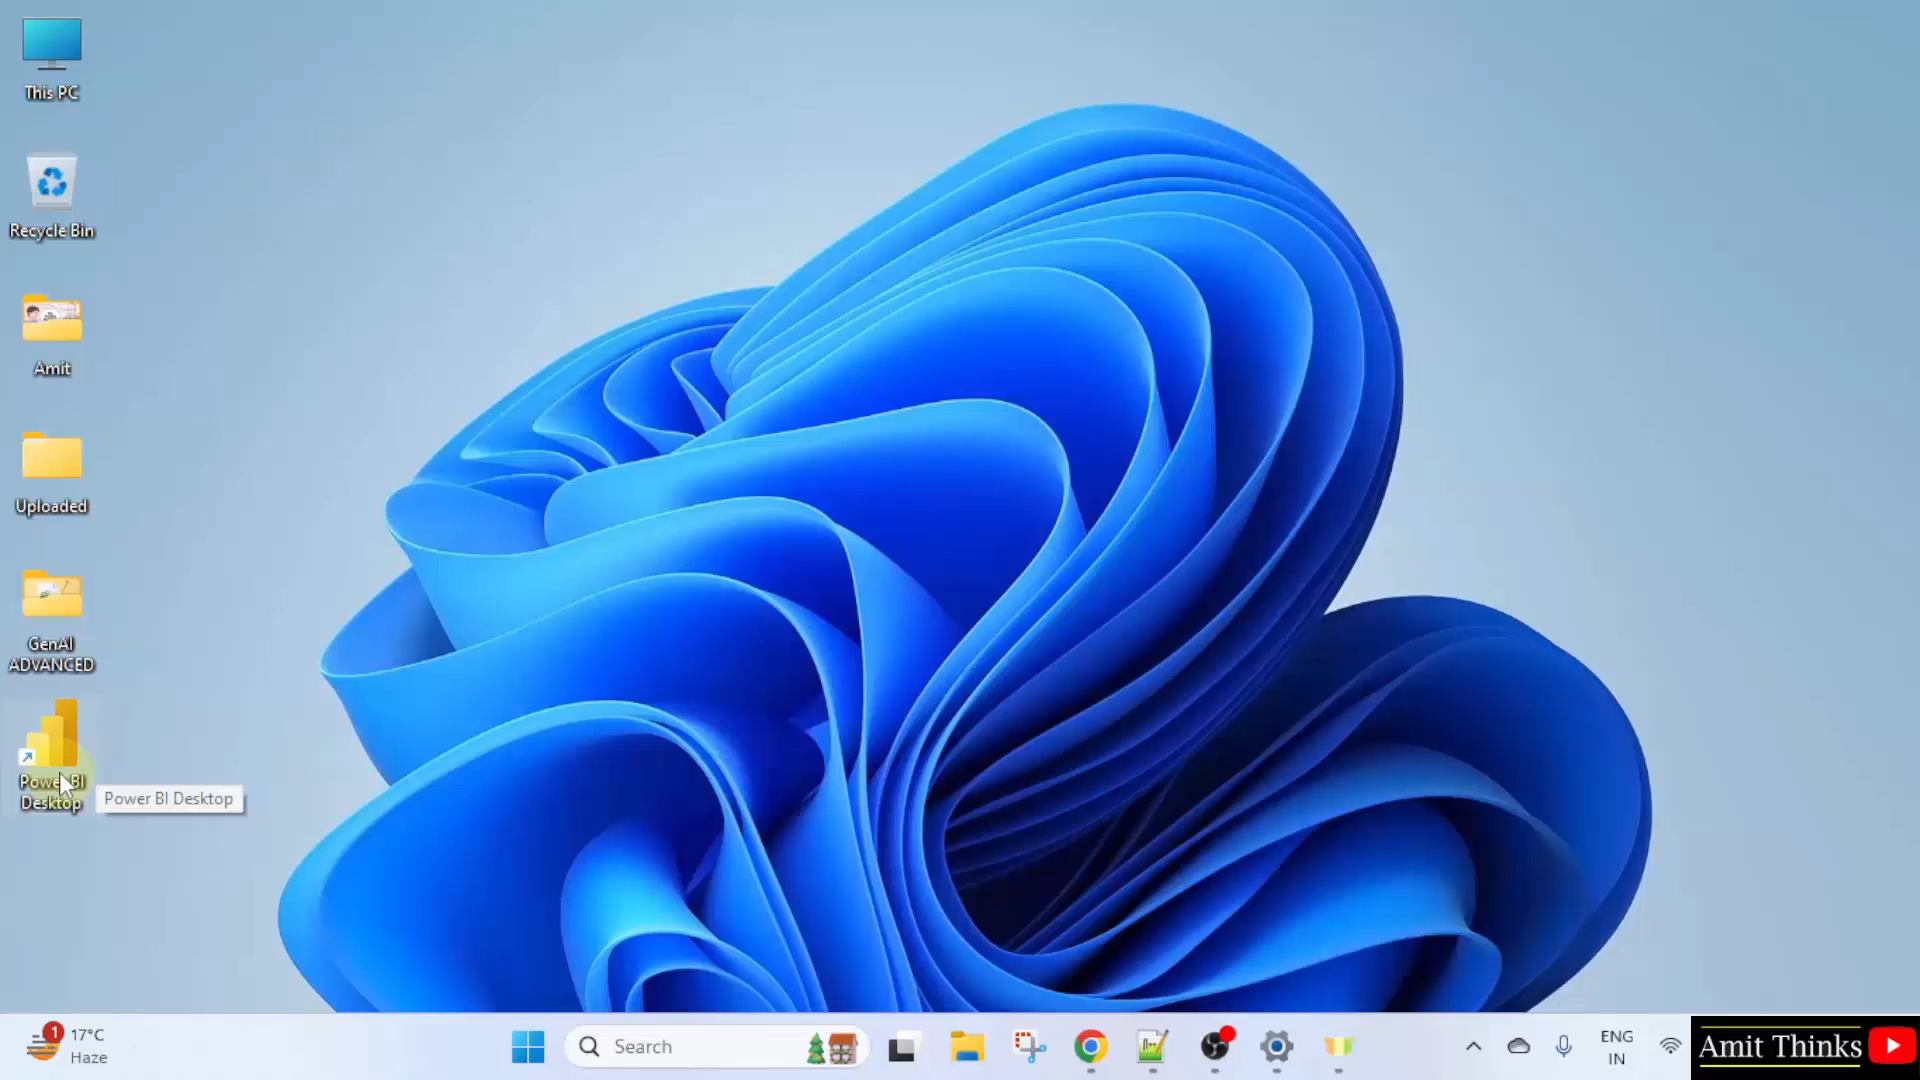 This PC
Recycle Bin
Amit
Uploaded
GenAI
ADVANCED
Power BI
Desktop
Power BI Desktop
1
17°C
Haze
Search
ENG
IN
Amit Thinks